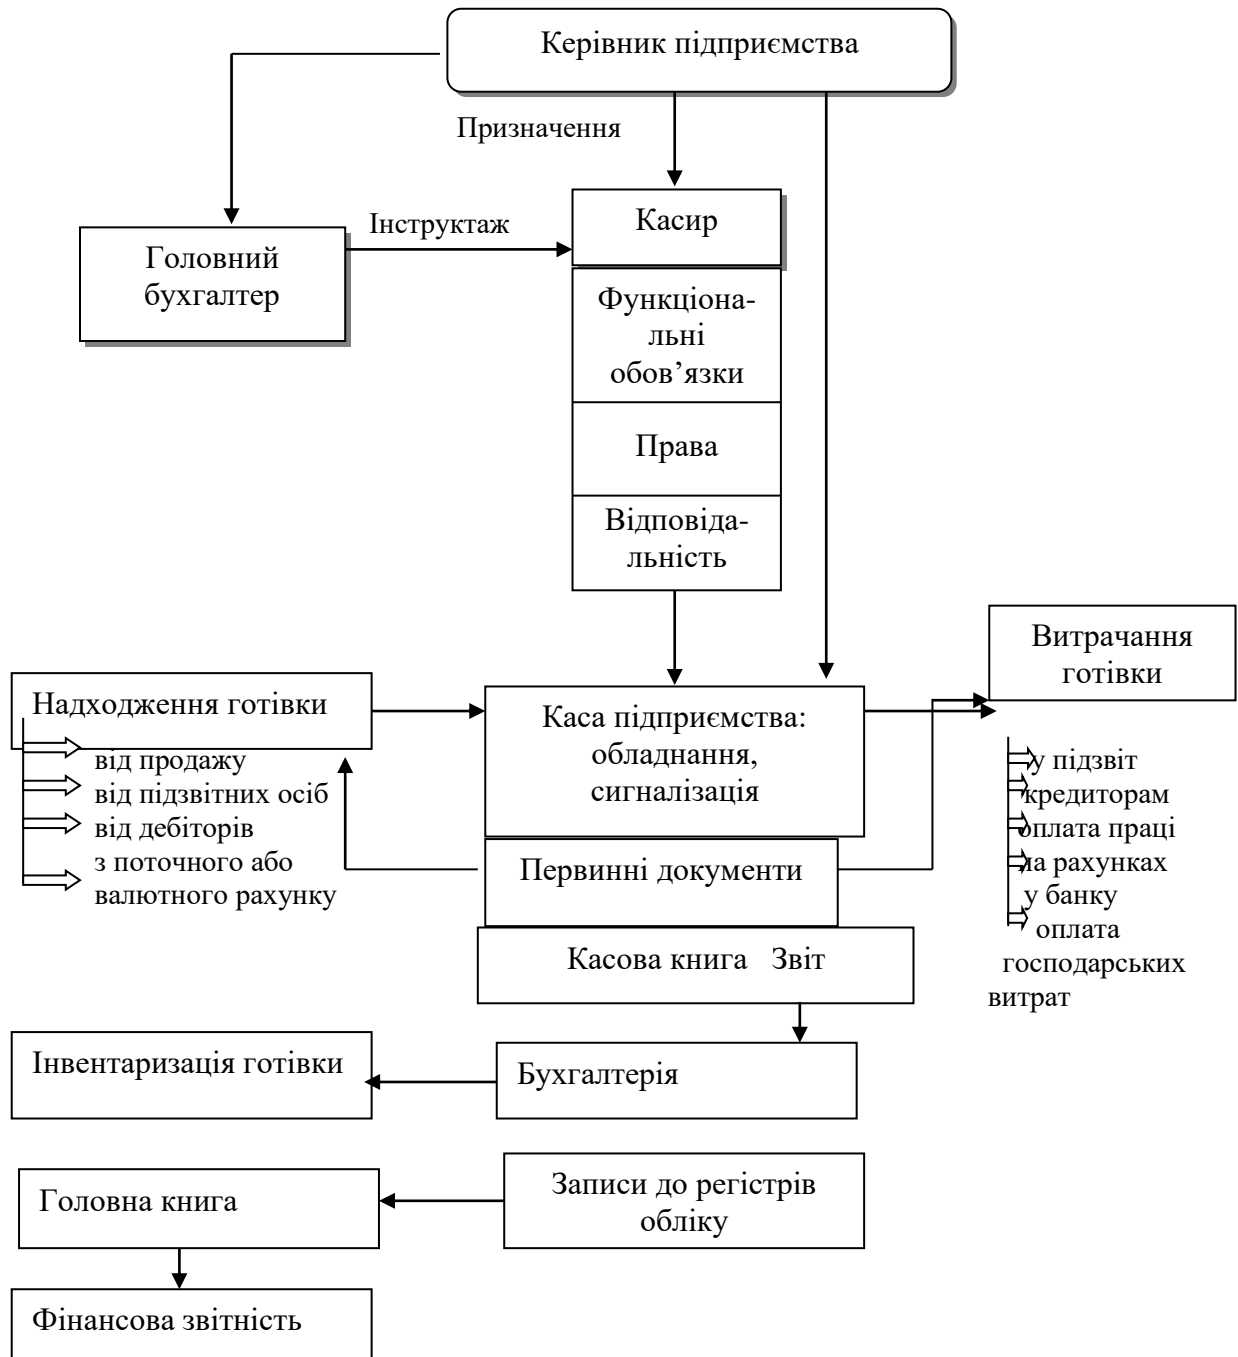 Керівник підприємства
Призначення
Інструктаж
Касир
Головний
бухгалтер
Функціона-
льні
обов’язки
Права
Відповіда-
льність
Витрачання
готівки
Надходження готівки
від продажу
від підзвітних осіб
від дебіторів
з поточного або
валютного рахунку
Каса підприємства:
обладнання,
сигналізація
у підзвіт
кредиторам
оплата праці
на рахунках
у банку
оплата
господарських
витрат
Первинні документи
Касова книга Звіт
Інвентаризація готівки
Бухгалтерія
Головна книга
Записи до регістрів
обліку
Фінансова звітність